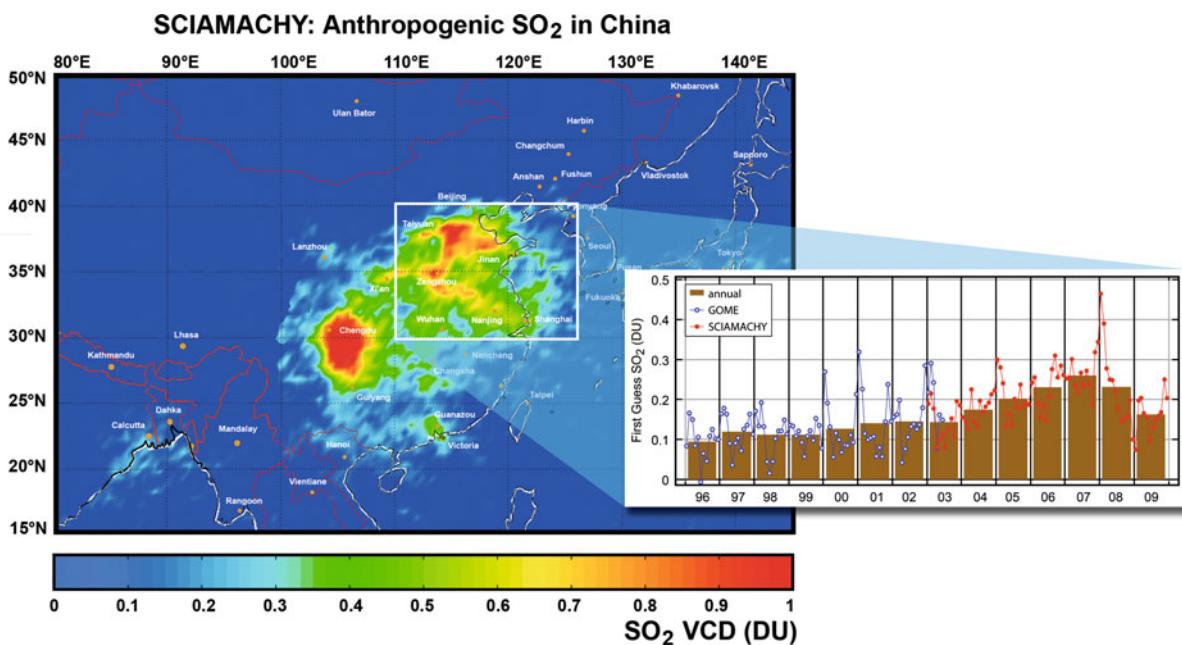 SCIAMACHY: Anthropogenic SO2 in China
80°E 90°E 100°E 110°E 120°E 130°E 140°E
50°N
45°N
40°N
35°N
30°N
25°N
20°N
15°N
Khabarovsk
Ulan Bator
Harbin
Changchum
Sapporo
Anshan
Fushun
Vladivostok
Beijing
Pyonyang
Taiyuan
Lanzhou
Seoul
Jinan
Tokyo
Pusan
Xi'an
Zengshou
Fukuoka
Chengdu
Wuhan
Nanjing
Shanghai
Lhasa
Nanchang
Kathmandu
Changsha
Guiyang
Taipei
Dahka
Guanazou
Calcutta
Mandalay
Hanoi
Victoria
Vientiane
Rangoon
First Guess SO2 (DU)
0.5
0.4
0.3
0.2
0.1
0
annual
GOME
SCIAMACHY
96 97 98 99 00 01 02 03 04 05 06 07 08 09
0 0.1 0.2 0.3 0.4 0.5 0.6 0.7 0.8 0.9 1
SO2 VCD (DU)